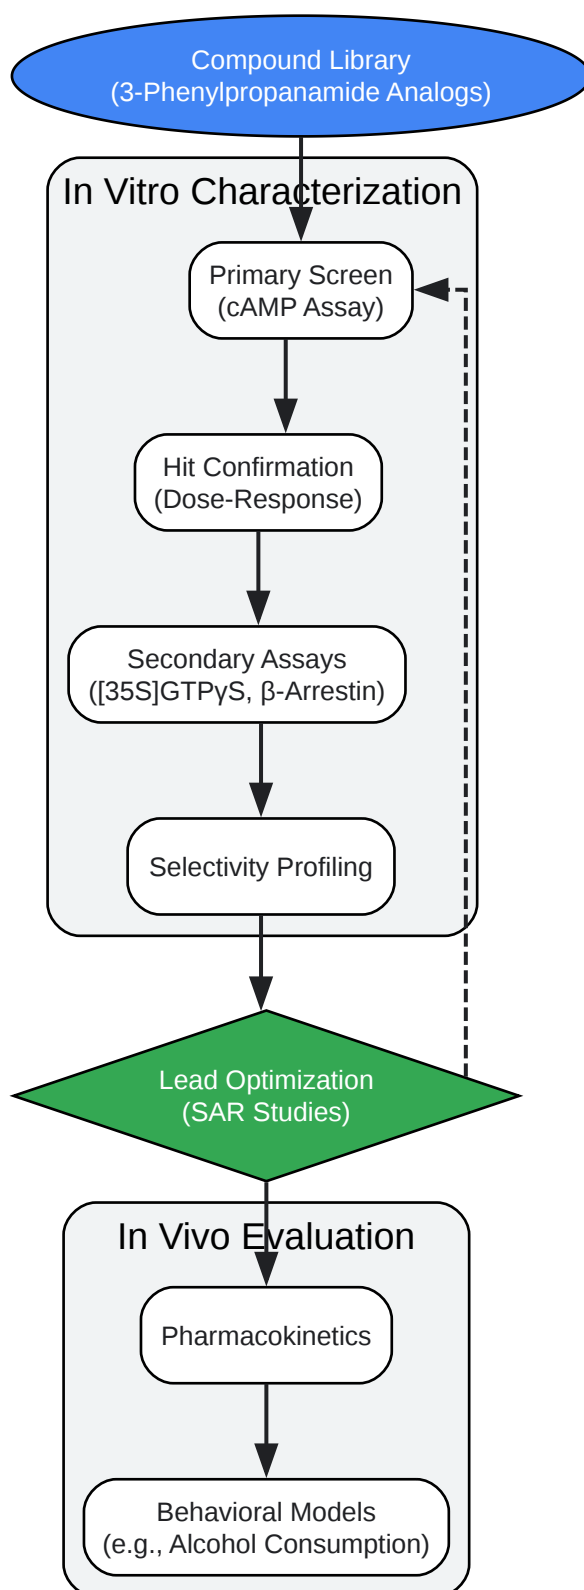 Compound Library
(3-Phenylpropanamide Analogs)
In Vitro Characterization
Primary Screen
(cAMP Assay)
Hit Confirmation
(Dose-Response)
Secondary Assays
([35S]GTPγS, β-Arrestin)
Selectivity Profiling
Lead Optimization
(SAR Studies)
In Vivo Evaluation
Pharmacokinetics
Behavioral Models
(e.g., Alcohol Consumption)